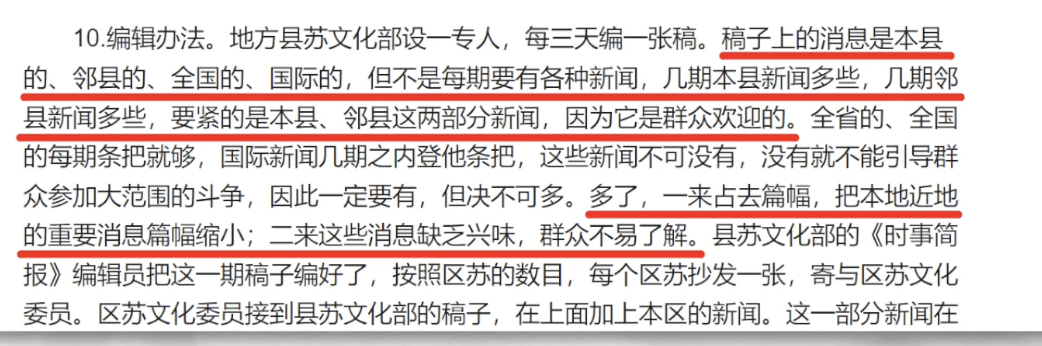 10.编辑办法。地方县苏文化部设一专人，每三天编一张稿。稿子上的消息是本县
的、邻县的、全国的、国际的，但不是每期要有各种新闻，几期本县新闻多些，几期邻
县新闻多些，要紧的是本县、邻县这两部分新闻，因为它是群众欢迎的。全省的、全国
的每期条把就够，国际新闻几期之内登他条把，这些新闻不可没有，没有就不能引导群
众参加大范围的斗争，因此一定要有，但决不可多。多了，一来占去篇幅，把本地近地
的重要消息篇幅缩小；二来这些消息缺乏兴味，群众不易了解。县苏文化部的《时事简
报》编辑员把这一期稿子编好了，按照区苏的数目，每个区苏抄发一张，寄与区苏文化
委员。区苏文化委员接到县苏文化部的稿子，在上面加上本区的新闻。这一部分新闻在